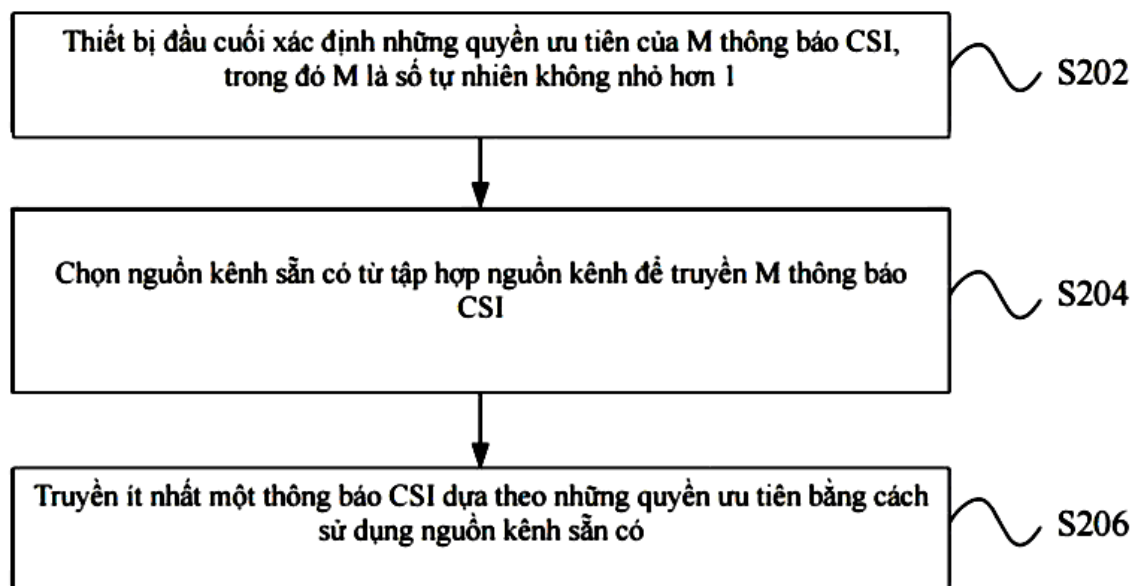 Thiết bị đầu cuối xác định những quyền ưu tiên của M thông báo CSI,
trong đó M là số tự nhiên không nhỏ hơn 1
S202
Chọn nguồn kênh sẵn có từ tập hợp nguồn kênh để truyền M thông báo
CSI
S204
Truyền ít nhất một thông báo CSI dựa theo những quyền ưu tiên bằng cách
sử dụng nguồn kênh sẵn có
S206